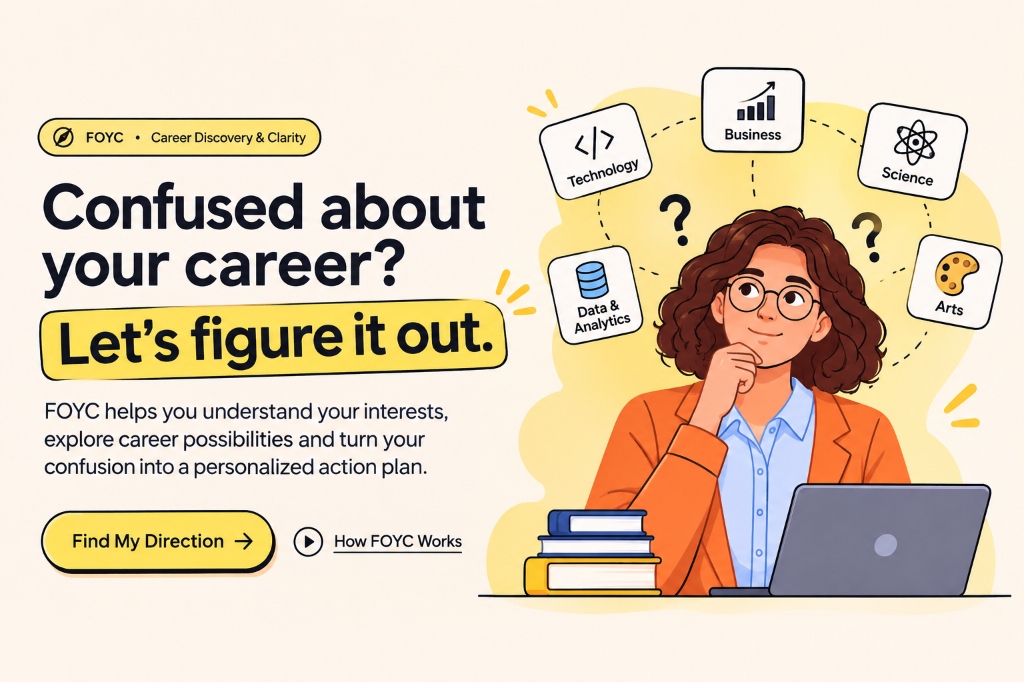 FOYC • Career Discovery & Clarity
Confused about
your career?
Let's figure it out.
FOYC helps you understand your interests,
explore career possibilities and turn your
confusion into a personalized action plan.
Find My Direction →
How FOYC Works
</>
Technology
Business
Science
Data &
Analytics
Arts
?
?